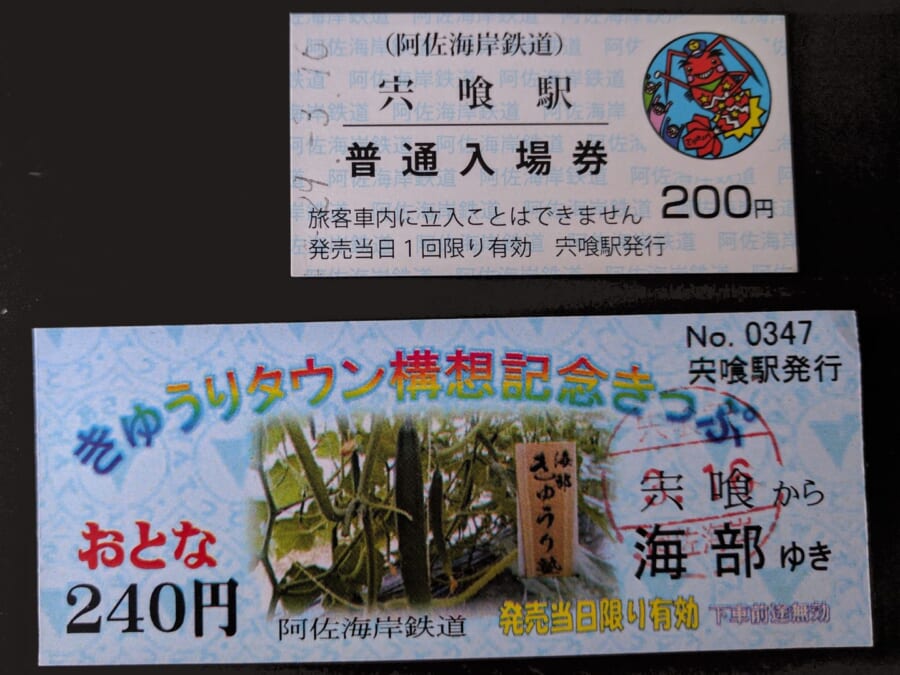 (阿佐海岸鉄道)
宍喰駅
普通入場券
200円
旅客車内に立入ことはできません
発売当日1回限り有効 宍喰駅発行
No. 0347
宍喰駅発行
きゅうりタウン構想記念きっぷ
海部
きゅうり塾
宍喰から
海部ゆき
おとな
240円
阿佐海岸鉄道
発売当日限り有効 下車前途無効